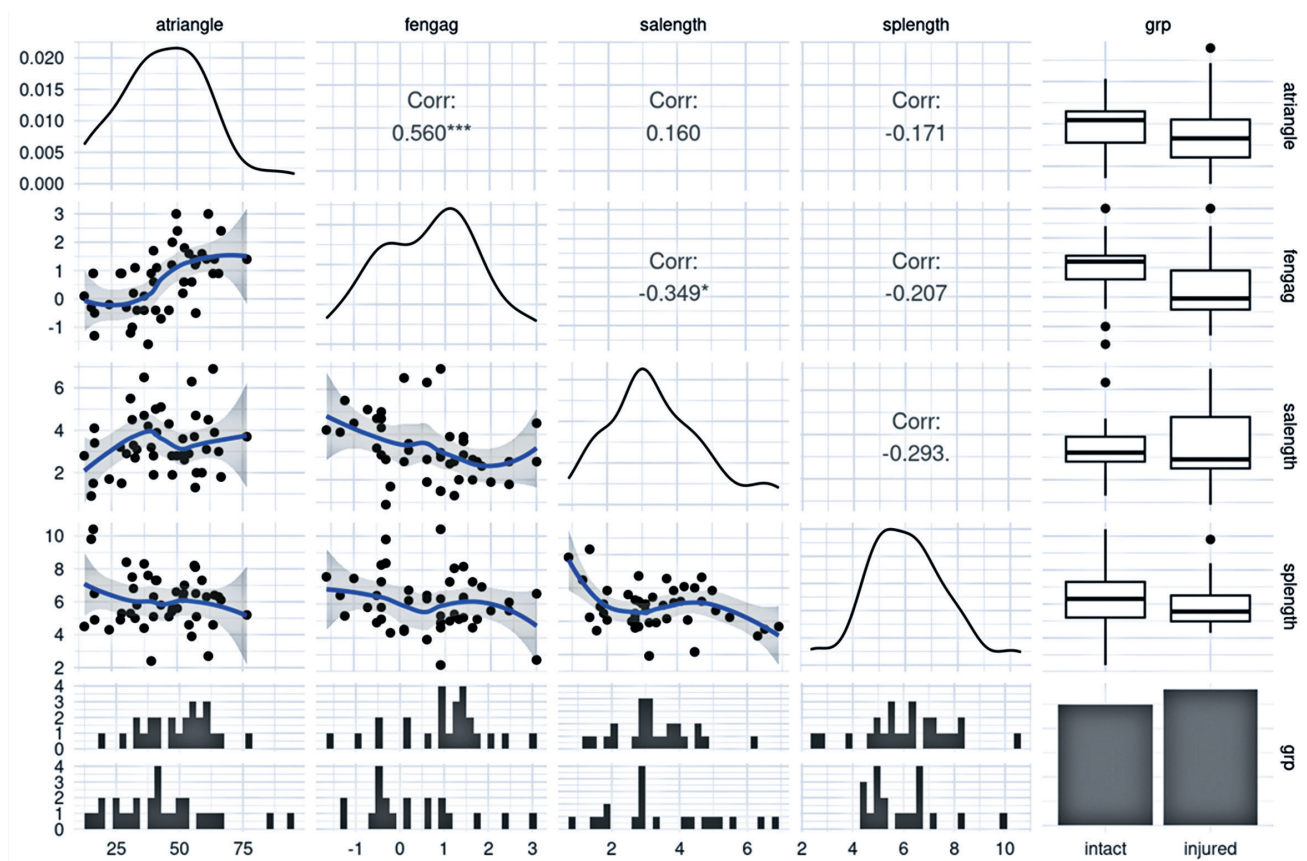 atriangle fengag salength splength grp
0.020
0.015
0.010
0.005
0.000
Corr:
0.560***
Corr:
0.160
Corr:
-0.171
atriangle
3
2
1
0
-1
Corr:
-0.349*
Corr:
-0.207
fengag
6
4
2
Corr:
-0.293.
salength
10
8
6
4
2
splength
4
3
2
1
0
4
3
2
1
0
grp
25 50 75 -1 0 1 2 3 2 4 6 2 4 6 8 10 intact injured